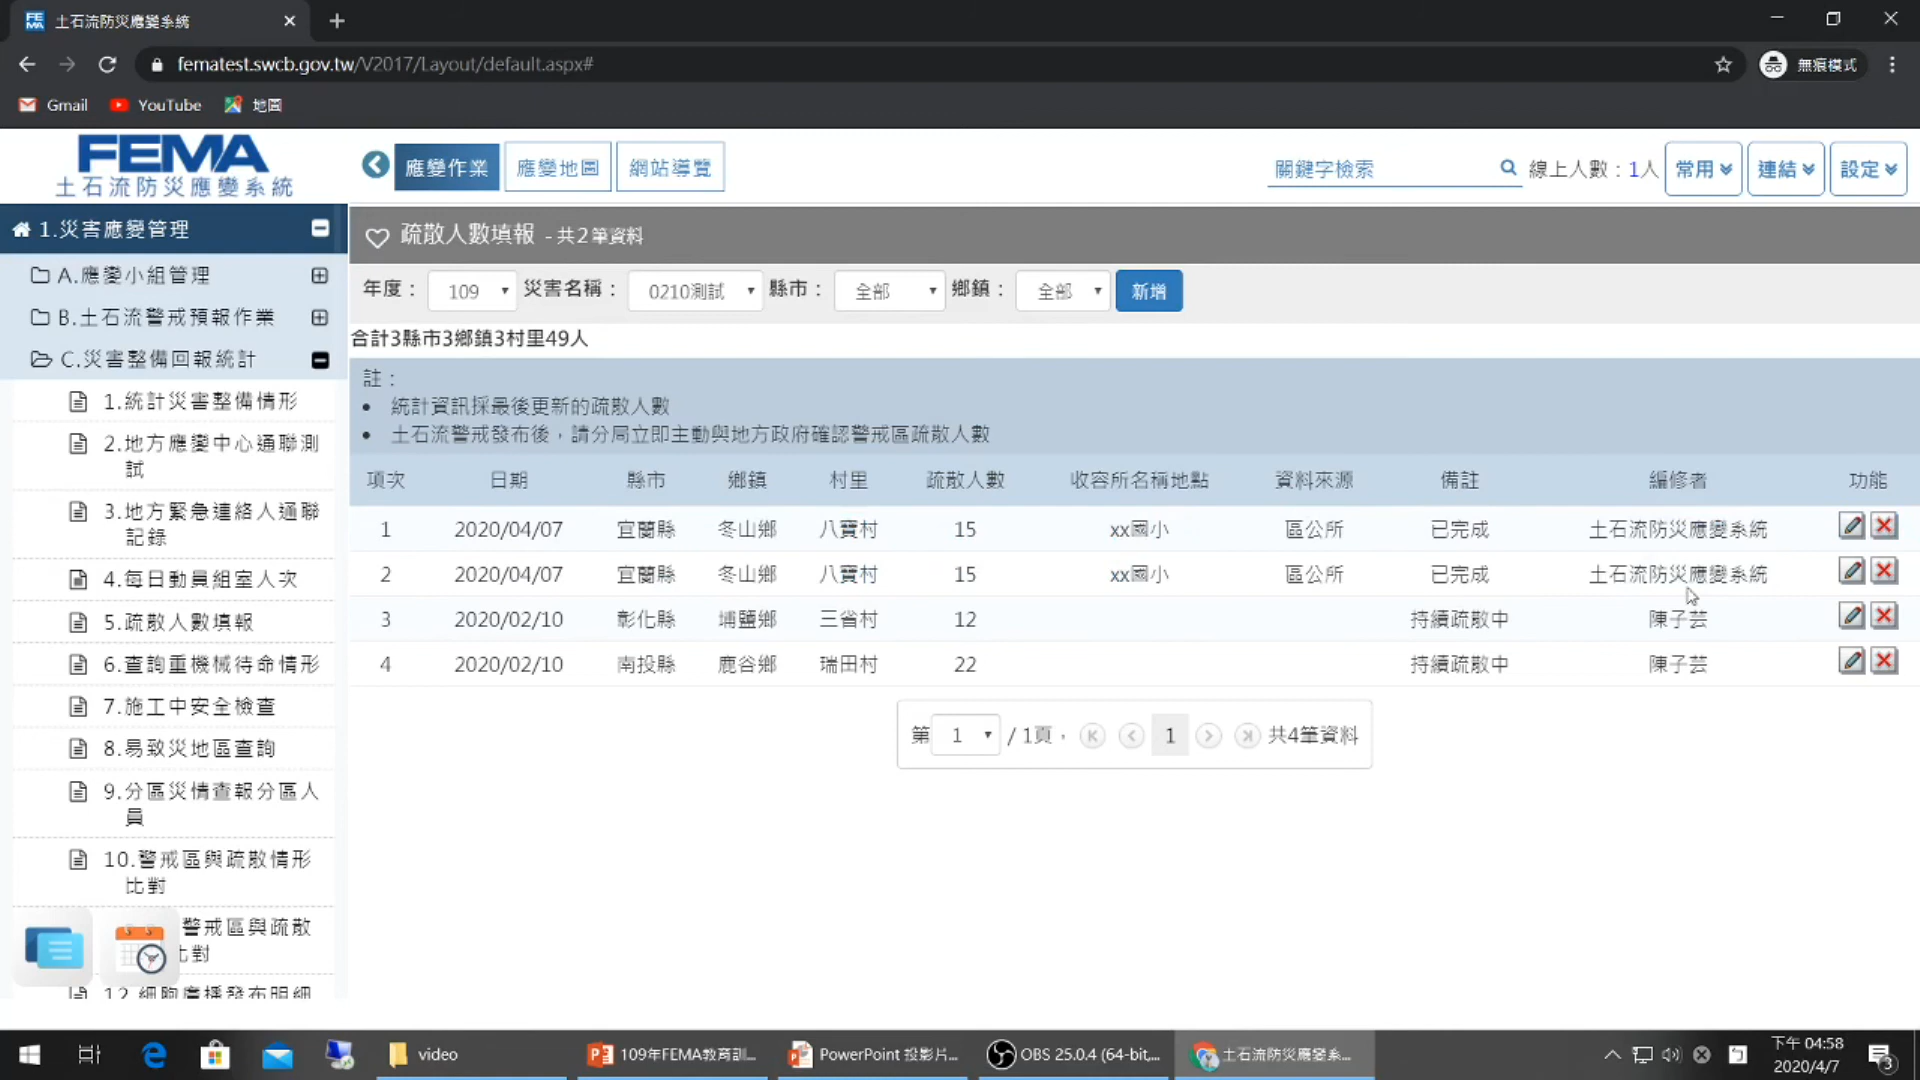 土石流防災應變系統
fematest.swcb.gov.tw/V2017/Layout/default.aspx#
無痕模式
Gmail YouTube 地圖
FEMA
土石流防災應變系統
應變作業 應變地圖 網站導覽
關鍵字檢索 線上人數：1人 常用 連結 設定
1.災害應變管理
A.應變小組管理
B.土石流警戒預報作業
C.災害整備回報統計
1.統計災害整備情形
2.地方應變中心通聯測
試
3.地方緊急連絡人通聯
記錄
4.每日動員組室人次
5.疏散人數填報
6.查詢重機械待命情形
7.施工中安全檢查
8.易致災地區查詢
9.分區災情查報分區人
員
10.警戒區與疏散情形
比對
警戒區與疏散
比對
12.細胞廣播發布明細
疏散人數填報 - 共2筆資料
年度： 109 災害名稱： 0210測試 縣市： 全部 鄉鎮： 全部 新增
合計3縣市3鄉鎮3村里49人
註：
• 統計資訊採最後更新的疏散人數
• 土石流警戒發布後，請分局立即主動與地方政府確認警戒區疏散人數
項次 日期 縣市 鄉鎮 村里 疏散人數 收容所名稱地點 資料來源 備註 編修者 功能
1 2020/04/07 宜蘭縣 冬山鄉 八寶村 15 xx國小 區公所 已完成 土石流防災應變系統
2 2020/04/07 宜蘭縣 冬山鄉 八寶村 15 xx國小 區公所 已完成 土石流防災應變系統
3 2020/02/10 彰化縣 埔鹽鄉 三省村 12 持續疏散中 陳子芸
4 2020/02/10 南投縣 鹿谷鄉 瑞田村 22 持續疏散中 陳子芸
第 1 / 1頁， 1 共4筆資料
video 109年FEMA教育訓... PowerPoint 投影片... OBS 25.0.4 (64-bit,... 土石流防災應變系...
下午 04:58
2020/4/7
3